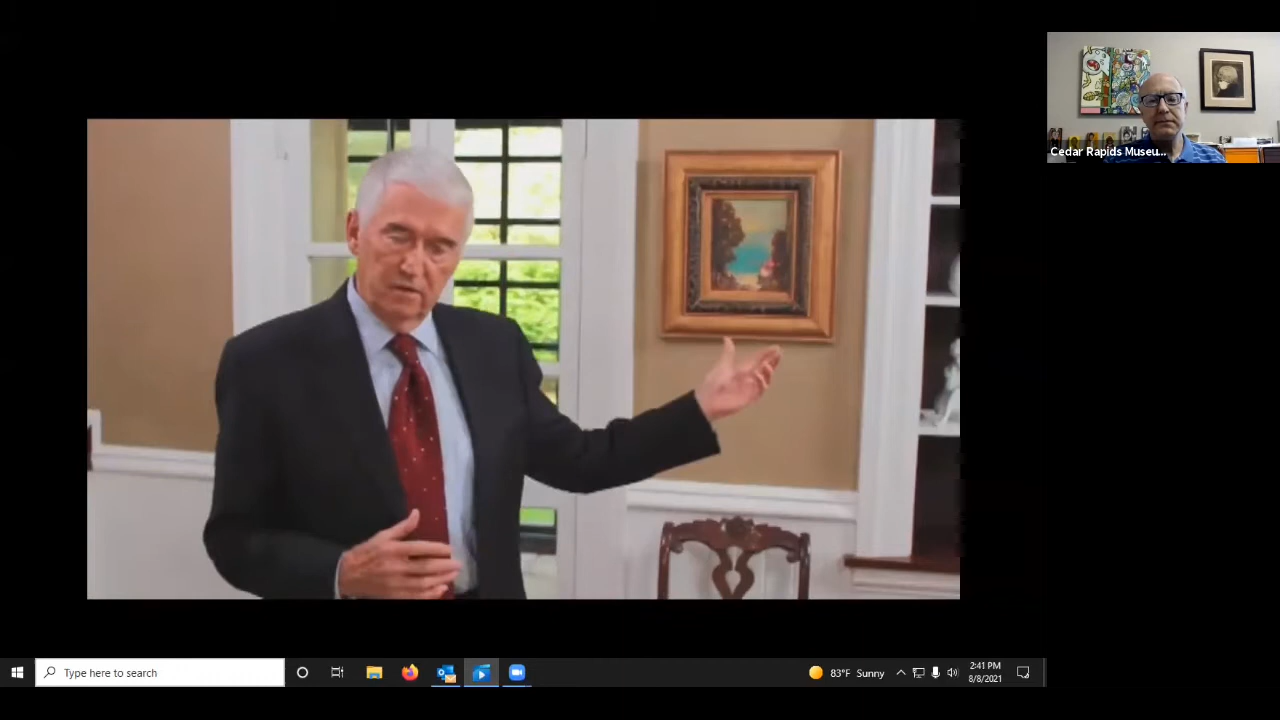 Cedar Rapids Museu...
Type here to search
83°F Sunny
2:41 PM
8/8/2021